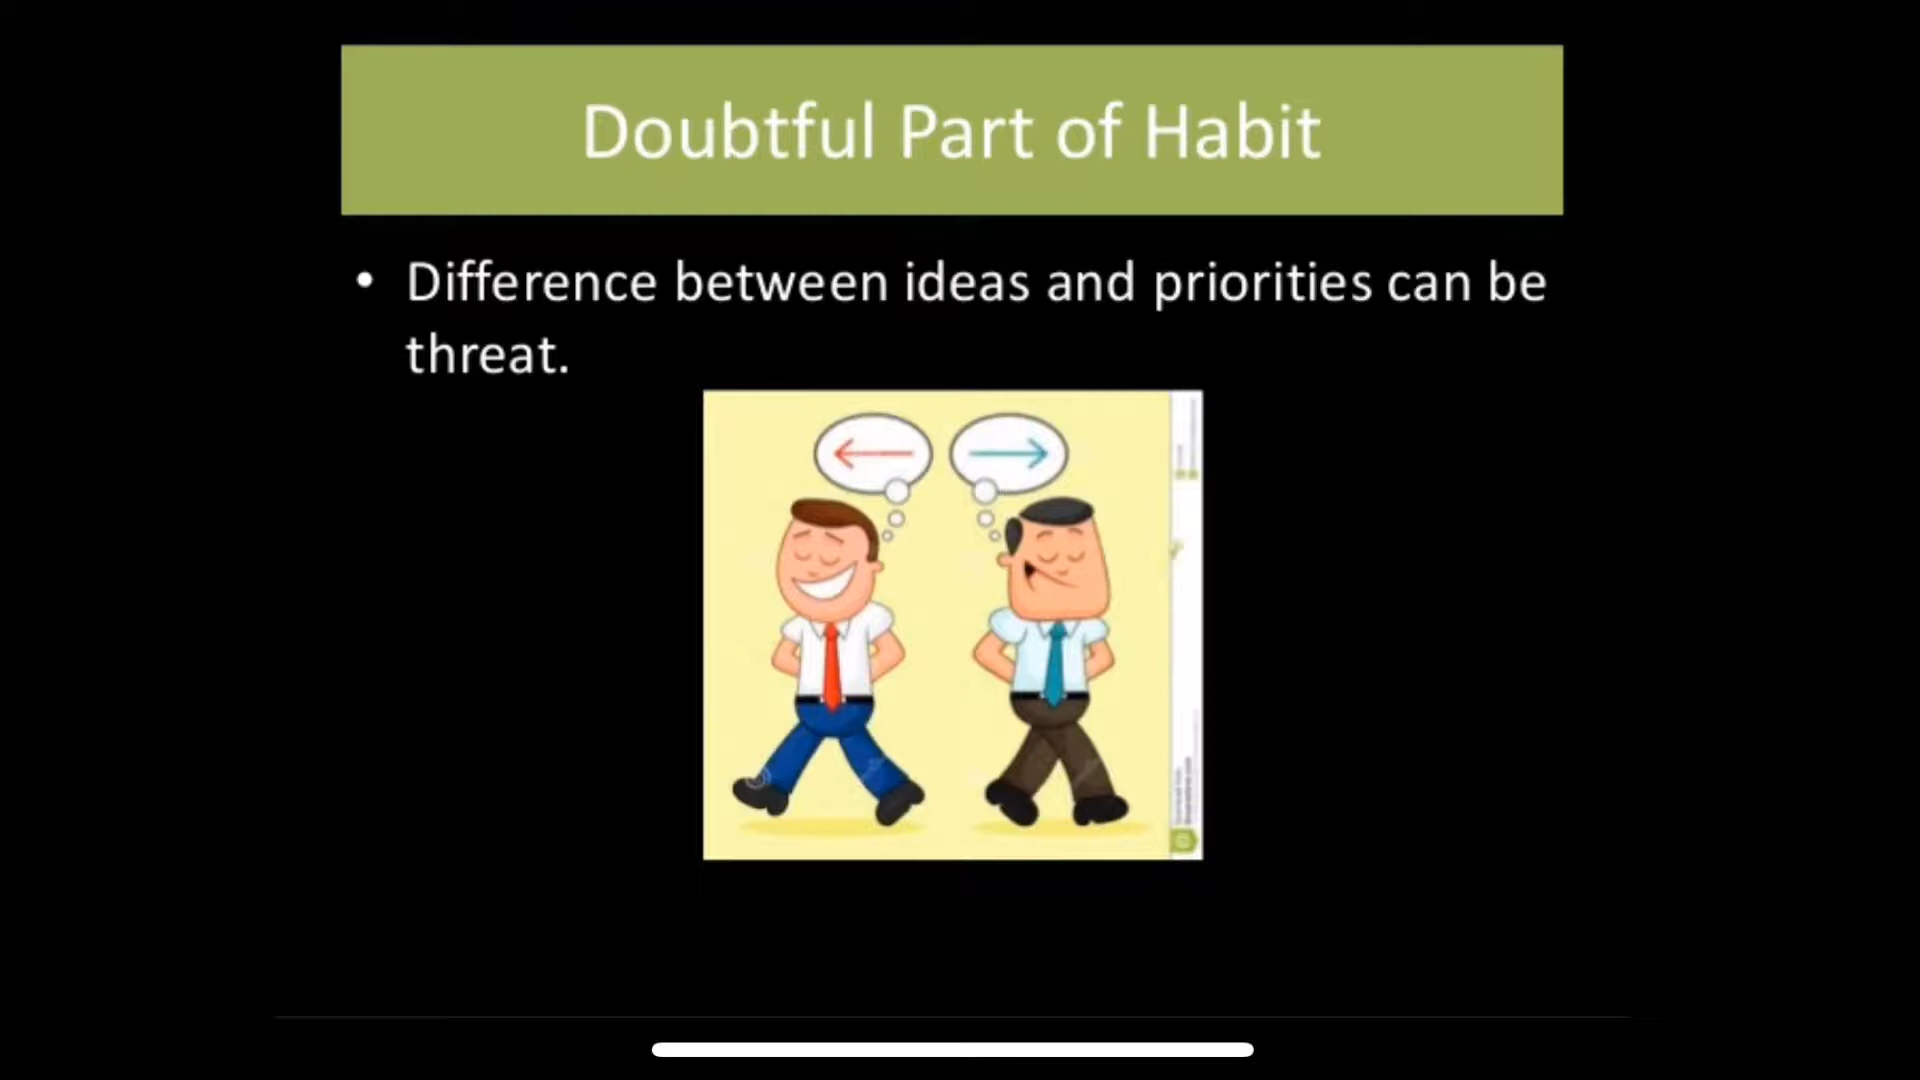 Doubtful Part of Habit
• Difference between ideas and priorities can be
threat.